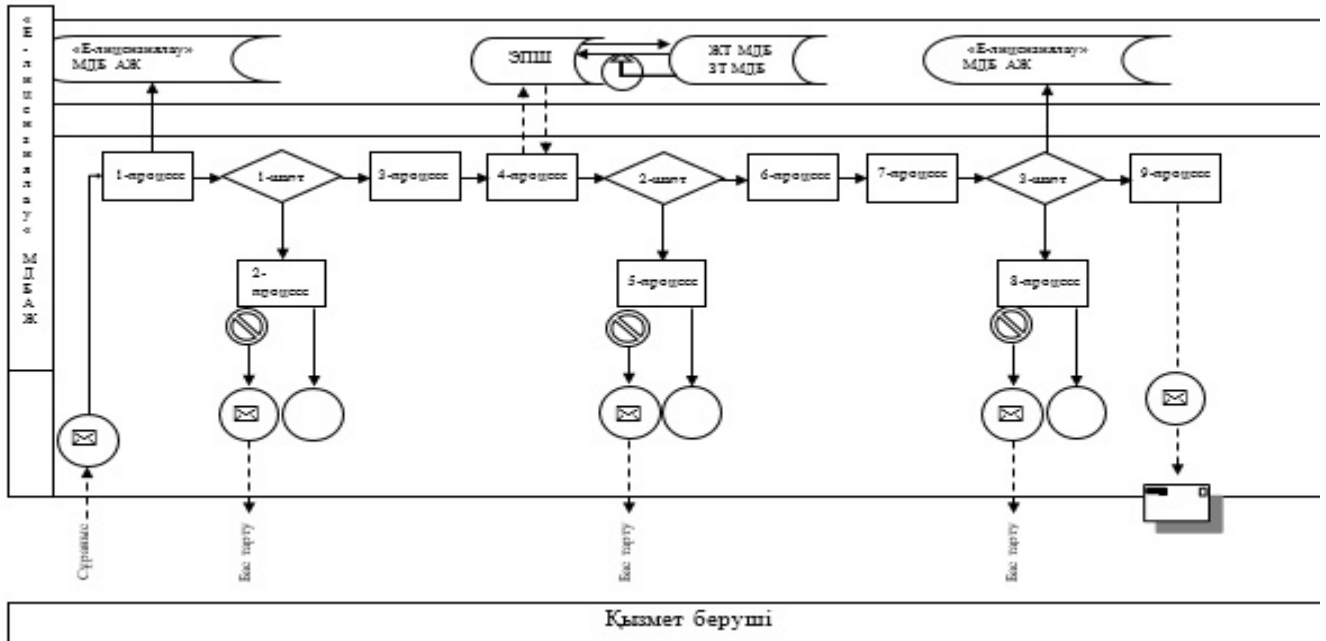 «Е-лицензиялау» МДБ АЖ
«Е-лицензиялау»
МДБ АЖ
ЭПШ
ЖТ МДБ
ЗТ МДБ
«Е-лицензиялау»
МДБ АЖ
1-процесс
1-шарт
3-процесс
4-процесс
2-шарт
6-процесс
7-процесс
3-шарт
9-процесс
2-
процесс
5-процесс
8-процесс
Сұраныс
Бас тарту
Бас тарту
Бас тарту
Қызмет беруші